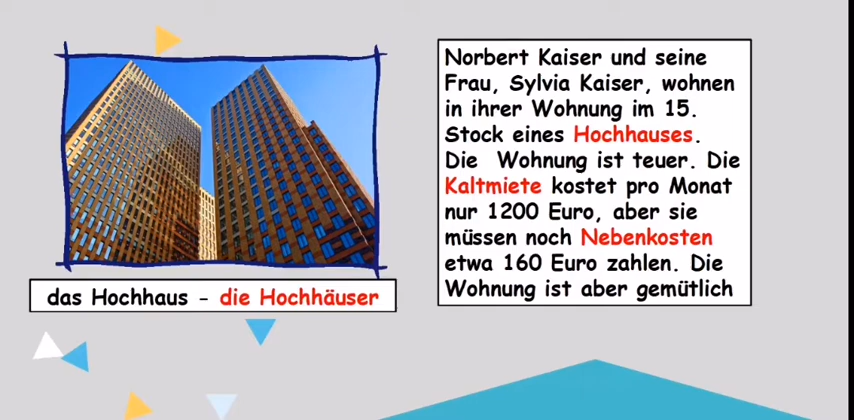 Norbert Kaiser und seine
Frau, Sylvia Kaiser, wohnen
in ihrer Wohnung im 15.
Stock eines Hochhauses.
Die Wohnung ist teuer. Die
Kaltmiete kostet pro Monat
nur 1200 Euro, aber sie
müssen noch Nebenkosten
etwa 160 Euro zahlen. Die
Wohnung ist aber gemütlich
das Hochhaus - die Hochhäuser